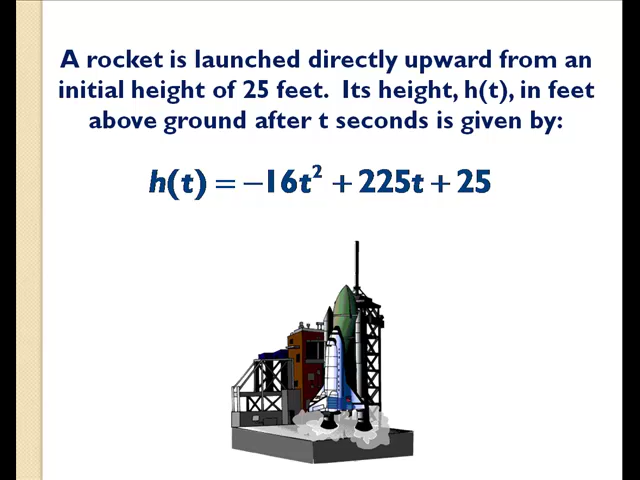 A rocket is launched directly upward from an
initial height of 25 feet. Its height, h(t), in feet
above ground after t seconds is given by:
h(t) = −16t² + 225t + 25